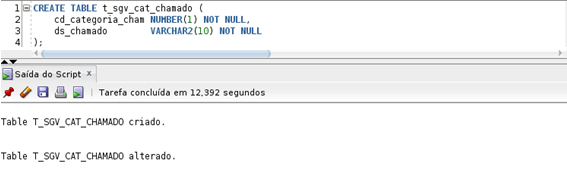 1 CREATE TABLE t_sgv_cat_chamado (
2 cd_categoria_cham NUMBER(1) NOT NULL,
3 ds_chamado VARCHAR2(10) NOT NULL
4 );
Saída do Script x
Tarefa concluída em 12,392 segundos
Table T_SGV_CAT_CHAMADO criado.
Table T_SGV_CAT_CHAMADO alterado.